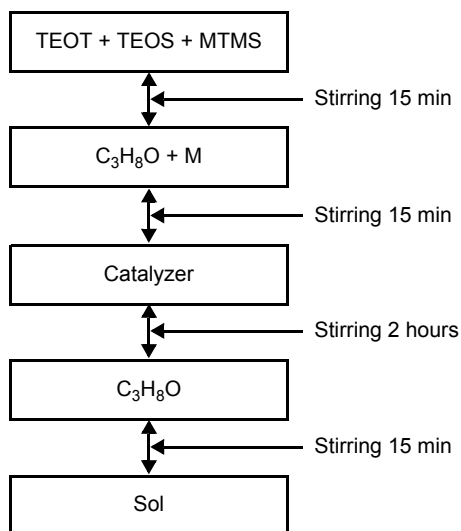 TEOT + TEOS + MTMS
Stirring 15 min
C₃H₈O + M
Stirring 15 min
Catalyzer
Stirring 2 hours
C₃H₈O
Stirring 15 min
Sol